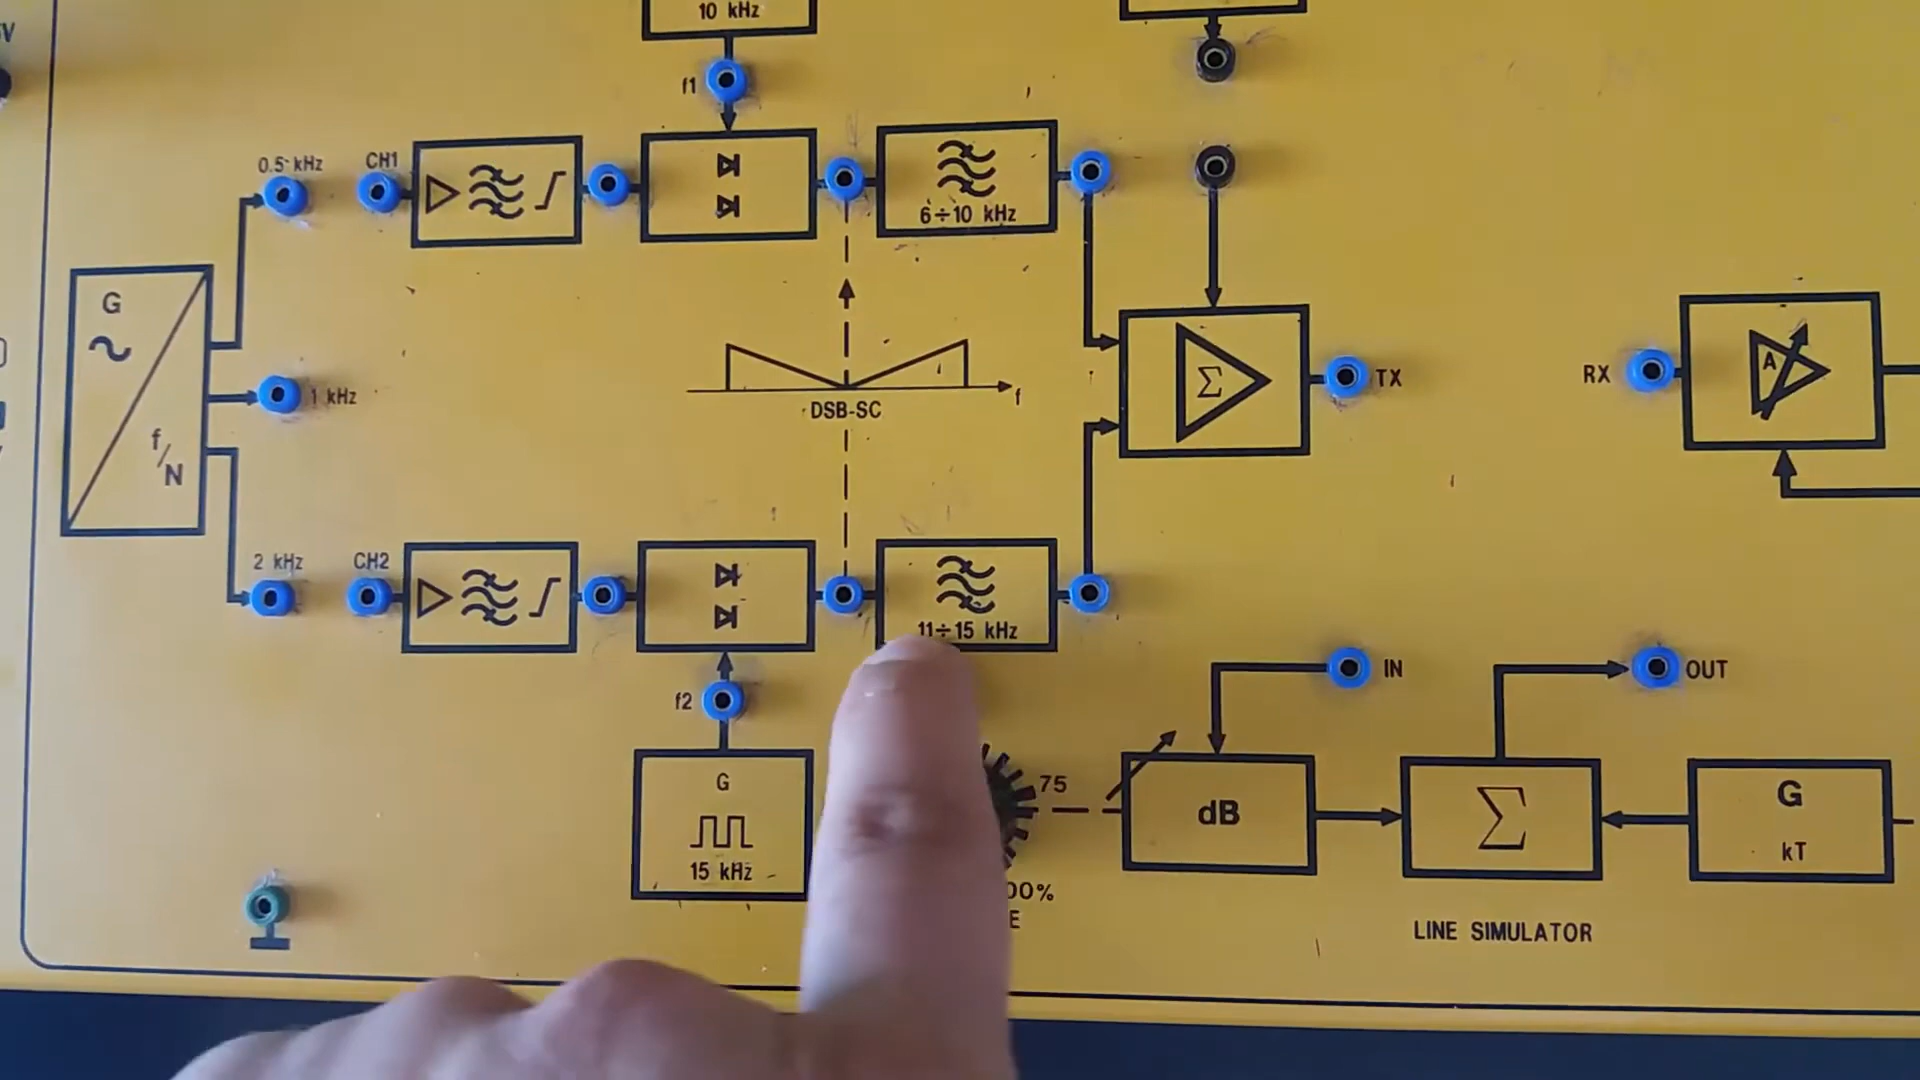 V
10 kHz
f1
0.5 kHz
CH1
6÷10 kHz
G
f/N
1 kHz
DSB-SC
f
Σ
TX
RX
A
2 kHz
CH2
11÷15 kHz
f2
IN
OUT
G
15 kHz
75
dB
Σ
G
kT
00%
E
LINE SIMULATOR